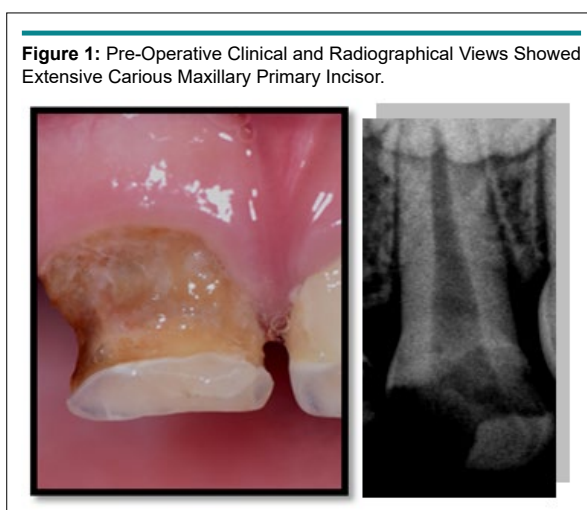 Figure 1: Pre-Operative Clinical and Radiographical Views Showed
Extensive Carious Maxillary Primary Incisor.